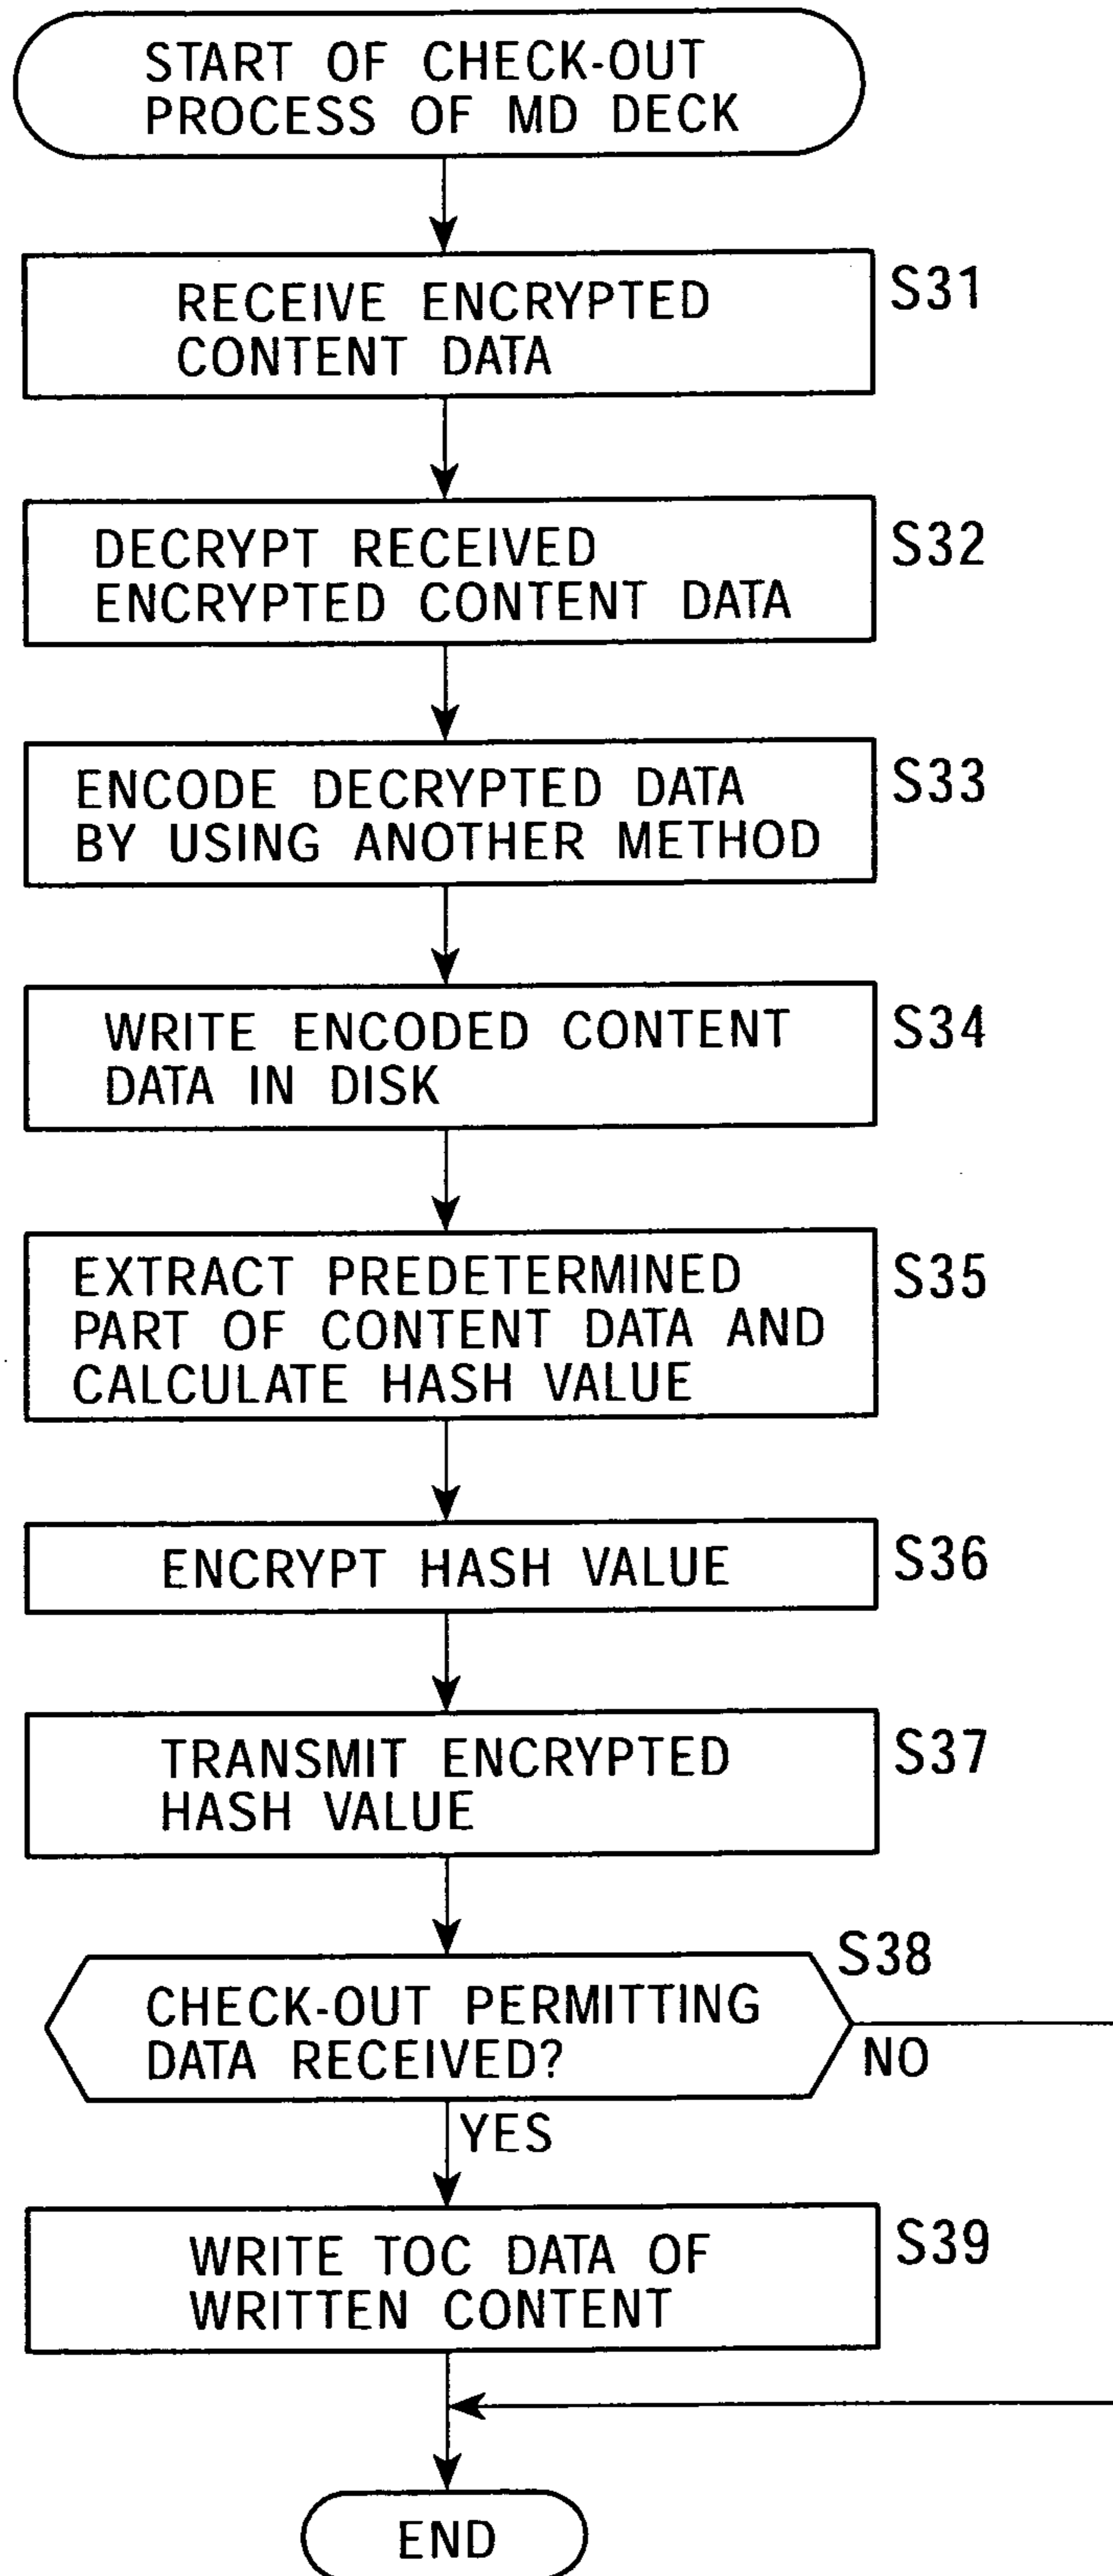 START OF CHECK-OUT
PROCESS OF MD DECK
RECEIVE ENCRYPTED
CONTENT DATA
S31
DECRYPT RECEIVED
ENCRYPTED CONTENT DATA
S32
ENCODE DECRYPTED DATA
BY USING ANOTHER METHOD
S33
WRITE ENCODED CONTENT
DATA IN DISK
S34
EXTRACT PREDETERMINED
PART OF CONTENT DATA AND
CALCULATE HASH VALUE
S35
ENCRYPT HASH VALUE
S36
TRANSMIT ENCRYPTED
HASH VALUE
S37
CHECK-OUT PERMITTING
DATA RECEIVED?
S38
NO
YES
WRITE TOC DATA OF
WRITTEN CONTENT
S39
END